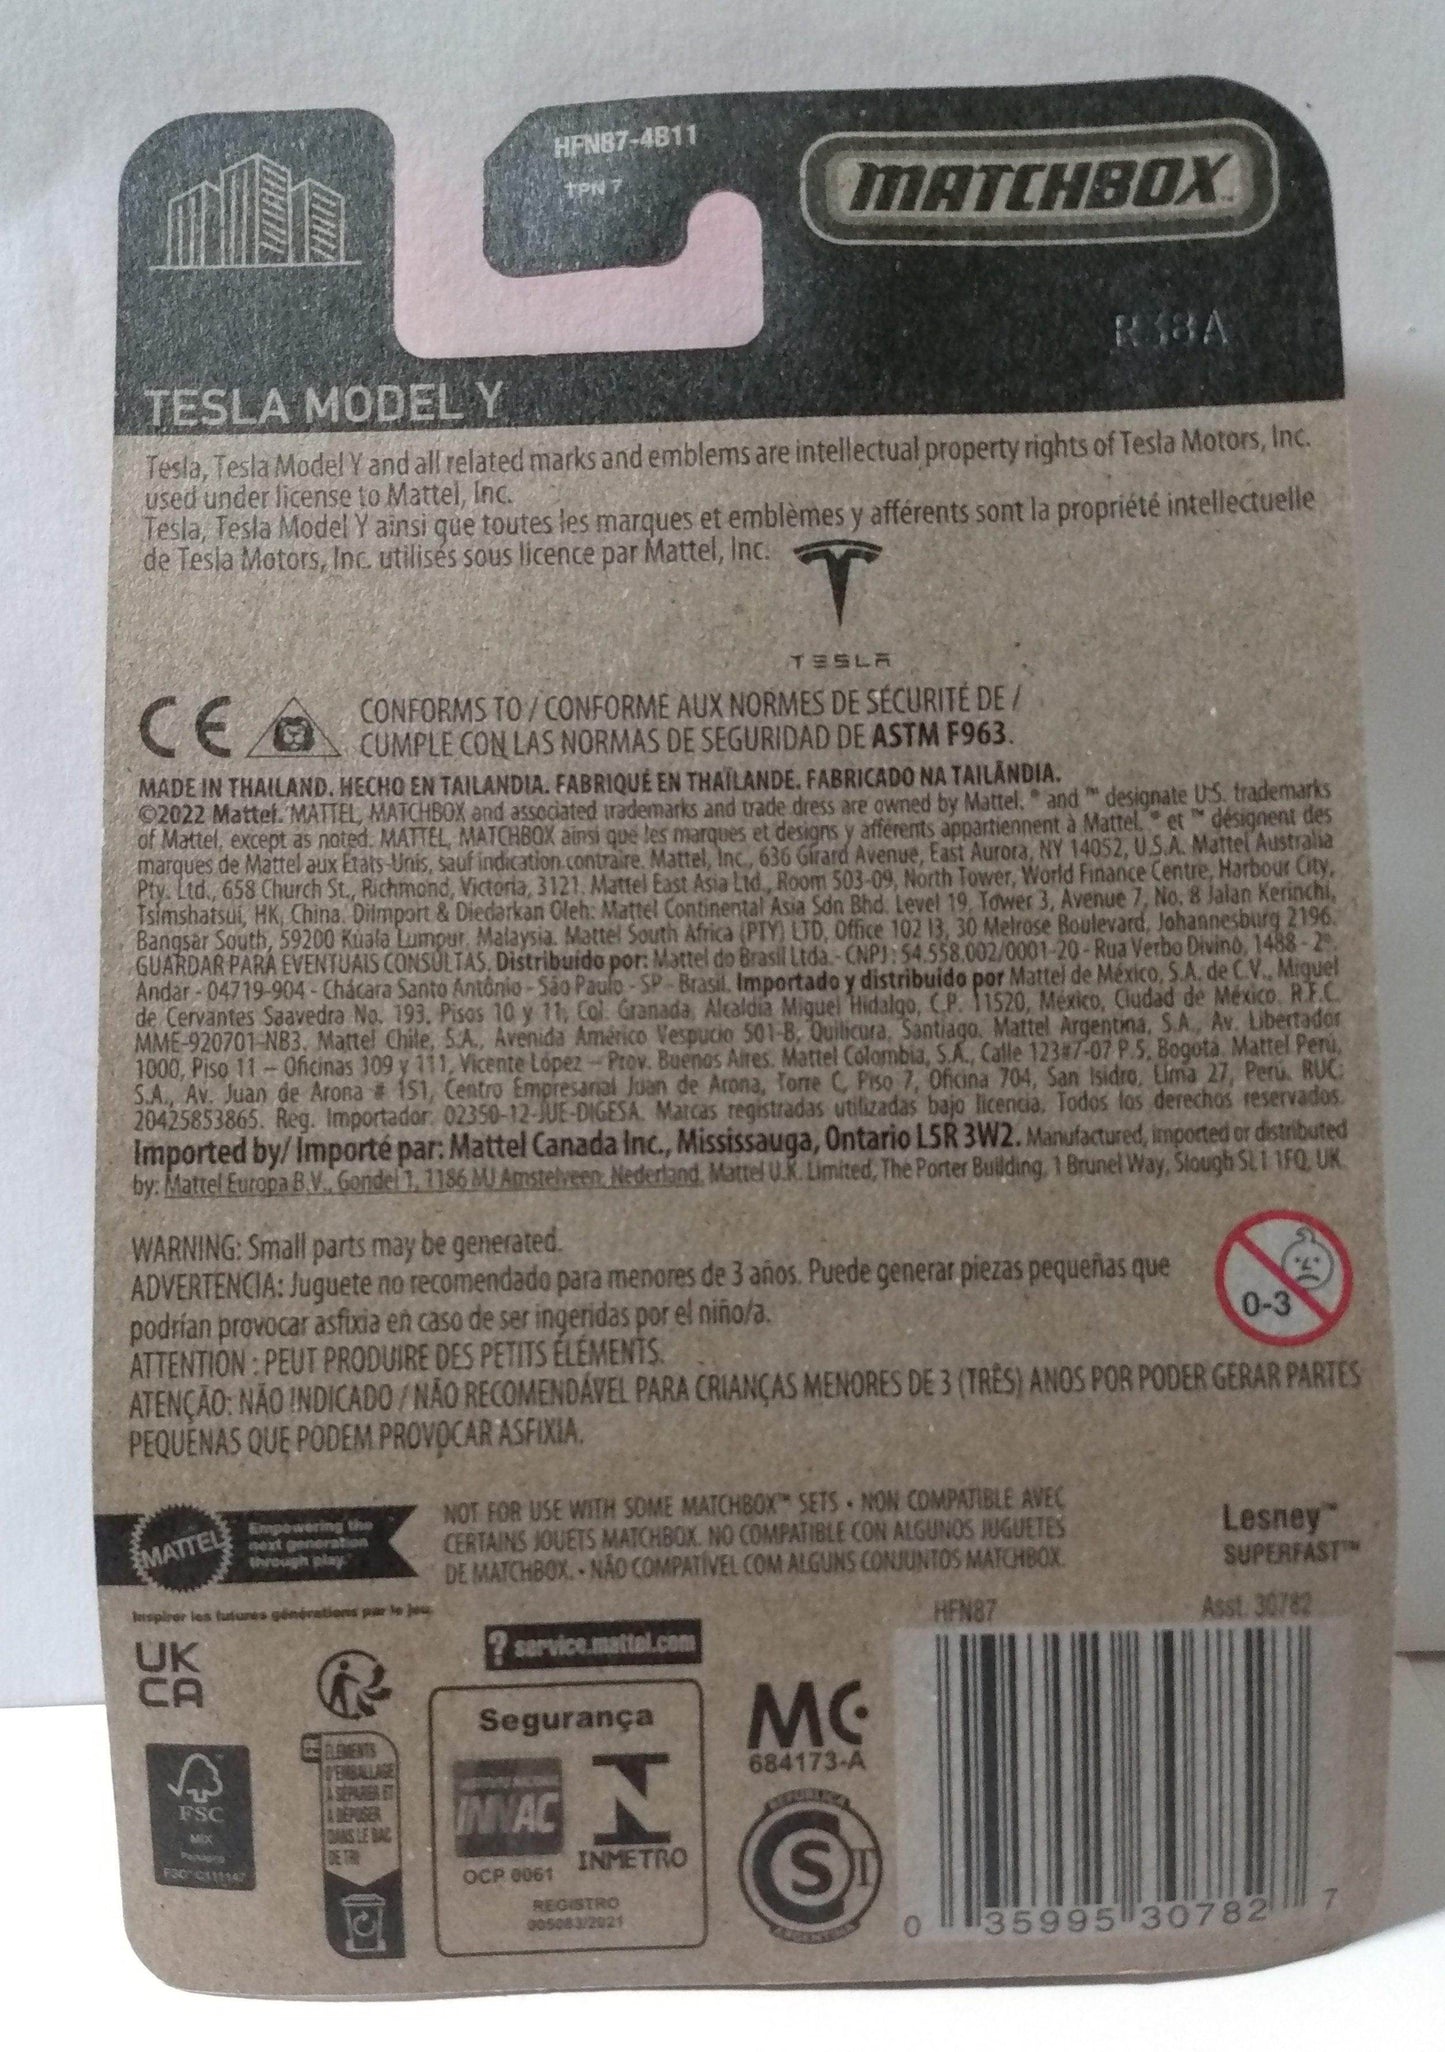 HFN87-4B11
TPN 7
MATCHBOX™
R38A
TESLA MODEL Y
Tesla, Tesla Model Y and all related marks and emblems are intellectual property rights of Tesla Motors, Inc.
used under license to Mattel, Inc.
Tesla, Tesla Model Y ainsi que toutes les marques et emblèmes y afférents sont la propriété intellectuelle
de Tesla Motors, Inc. utilisés sous licence par Mattel, Inc.
TESLA
CE
CONFORMS TO / CONFORME AUX NORMES DE SÉCURITÉ DE /
CUMPLE CON LAS NORMAS DE SEGURIDAD DE ASTM F963.
MADE IN THAILAND. HECHO EN TAILANDIA. FABRIQUÉ EN THAÏLANDE. FABRICADO NA TAILÂNDIA.
©2022 Mattel. MATTEL, MATCHBOX and associated trademarks and trade dress are owned by Mattel. ® and ™ designate U.S. trademarks
of Mattel, except as noted. MATTEL, MATCHBOX ainsi que les marques et designs y afférents appartiennent à Mattel. ® et ™ désignent des
marques de Mattel aux États-Unis, sauf indication contraire. Mattel, Inc., 636 Girard Avenue, East Aurora, NY 14052, U.S.A. Mattel Australia
Pty. Ltd., 658 Church St., Richmond, Victoria, 3121. Mattel East Asia Ltd., Room 503-09, North Tower, World Finance Centre, Harbour City,
Tsimshatsui, HK, China. Diimport & Diedarkan Oleh: Mattel Continental Asia Sdn Bhd. Level 19, Tower 3, Avenue 7, No. 8 Jalan Kerinchi,
Bangsar South, 59200 Kuala Lumpur, Malaysia. Mattel South Africa (PTY) LTD, Office 102 I3, 30 Melrose Boulevard, Johannesburg 2196.
GUARDAR PARA EVENTUAIS CONSULTAS. Distribuido por: Mattel do Brasil Ltda.- CNPJ: 54.558.002/0001-20 - Rua Verbo Divino, 1488 - 2º.
Andar - 04719-904 - Chácara Santo Antônio - São Paulo - SP - Brasil. Importado y distribuido por Mattel de México, S.A. de C.V., Miguel
de Cervantes Saavedra No. 193, Pisos 10 y 11, Col. Granada, Alcaldía Miguel Hidalgo, C.P. 11520, México, Ciudad de México. R.F.C.
MME-920701-NB3. Mattel Chile, S.A., Avenida Américo Vespucio 501-B, Quilicura, Santiago. Mattel Argentina, S.A., Av. Libertador
1000, Piso 11 – Oficinas 109 y 111, Vicente López – Prov. Buenos Aires. Mattel Colombia, S.A., Calle 123#7-07 P.5, Bogotá. Mattel Perú,
S.A., Av. Juan de Arona # 151, Centro Empresarial Juan de Arona, Torre C, Piso 7, Oficina 704, San Isidro, Lima 27, Perú. RUC:
20425853865. Reg. Importador: 02350-12-JUE-DIGESA. Marcas registradas utilizadas bajo licencia. Todos los derechos reservados.
Imported by/ Importé par: Mattel Canada Inc., Mississauga, Ontario L5R 3W2. Manufactured, imported or distributed
by: Mattel Europa B.V., Gondel 1, 1186 MJ Amstelveen, Nederland. Mattel U.K. Limited, The Porter Building, 1 Brunel Way, Slough SL1 1FQ, UK.
WARNING: Small parts may be generated.
ADVERTENCIA: Juguete no recomendado para menores de 3 años. Puede generar piezas pequeñas que
podrían provocar asfixia en caso de ser ingeridas por el niño/a.
ATTENTION : PEUT PRODUIRE DES PETITS ÉLÉMENTS.
ATENÇÃO: NÃO INDICADO / NÃO RECOMENDÁVEL PARA CRIANÇAS MENORES DE 3 (TRÊS) ANOS POR PODER GERAR PARTES
PEQUENAS QUE PODEM PROVOCAR ASFIXIA.
0-3
MATTEL
Empowering the
next generation
through play.™
Inspirer les futures générations par le jeu.
NOT FOR USE WITH SOME MATCHBOX™ SETS • NON COMPATIBLE AVEC
CERTAINS JOUETS MATCHBOX. NO COMPATIBLE CON ALGUNOS JUGUETES
DE MATCHBOX. • NÃO COMPATÍVEL COM ALGUNS CONJUNTOS MATCHBOX.
Lesney™
SUPERFAST™
HFN87
Asst. 30782
UK
CA
? service.mattel.com
FSC™
MIX
FSC™ C111147
FR
ÉLÉMENTS
D'EMBALLAGE
À SÉPARER ET
À DÉPOSER
DANS LE BAC
DE TRI
Segurança
INNAC
OCP 0061
INMETRO
REGISTRO
005083/2021
MC
684173-A
REPUBLICA
S
ARGENTINA
0 35995 30782 7